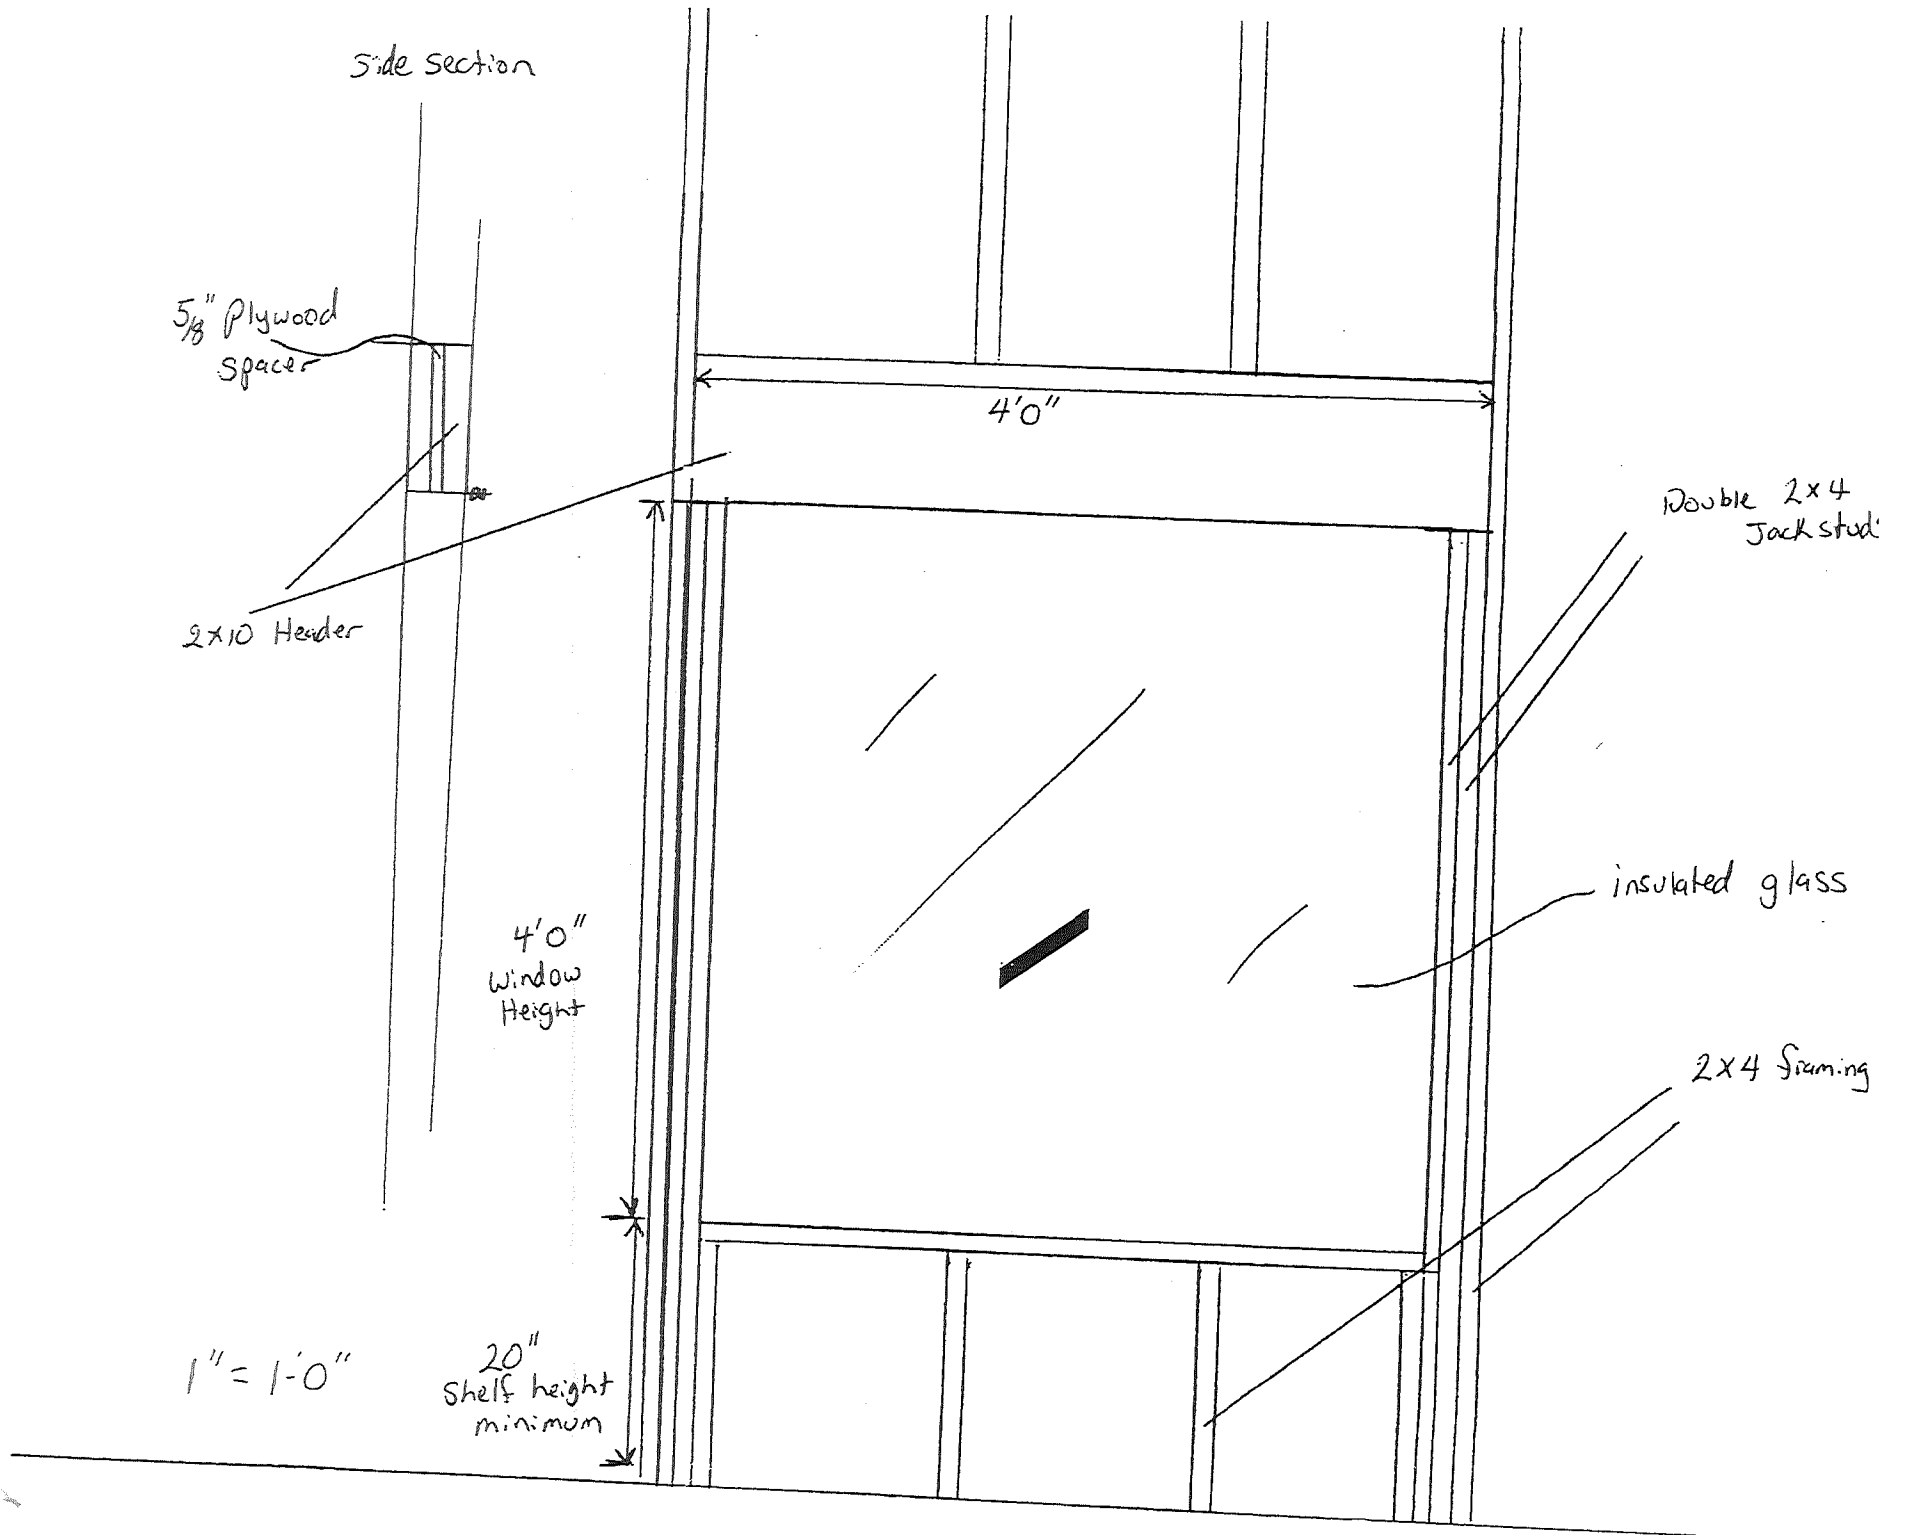 side section
5/8" Plywood
spacer
4'0"
2x10 Header
Double 2x4
Jack stud
4'0"
window
Height
insulated glass
2x4 framing
1" = 1'-0"
20"
Shelf height
minimum